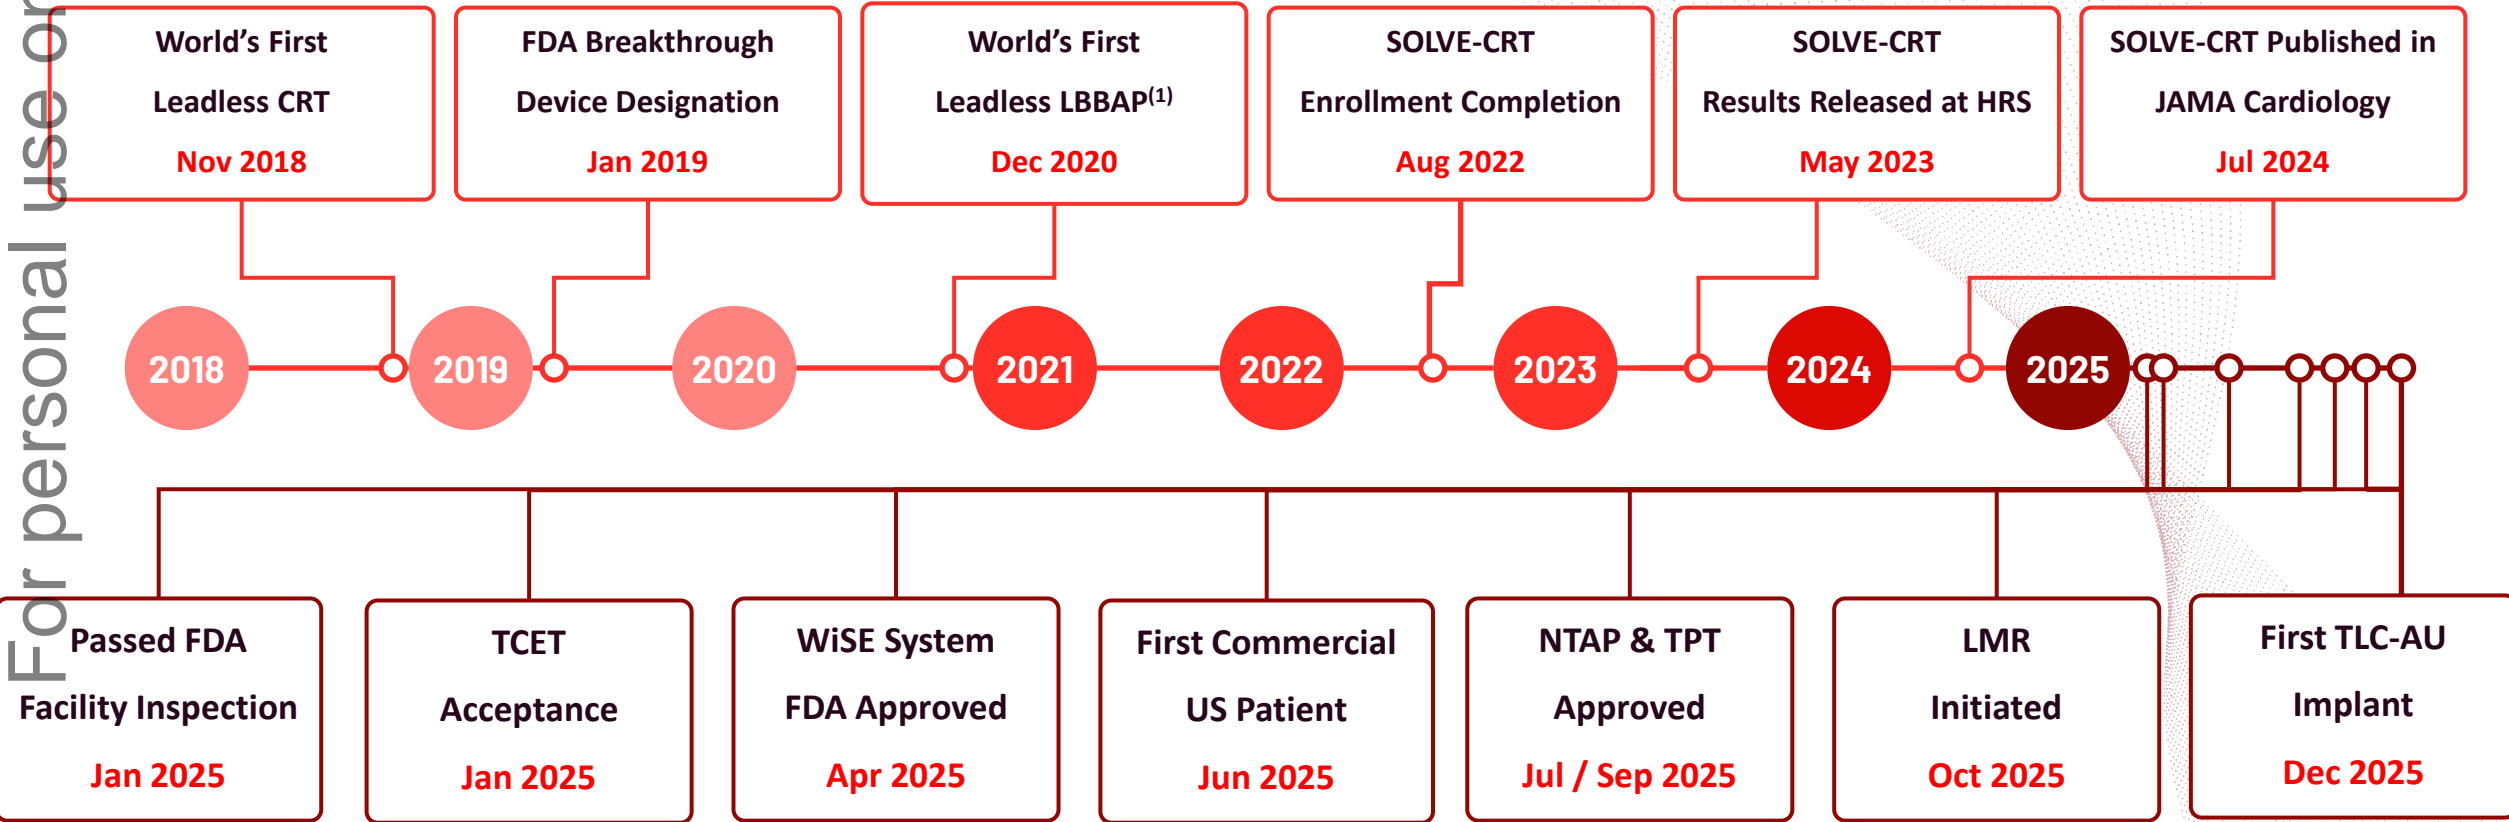 World's First
Leadless CRT
Nov 2018
FDA Breakthrough
Device Designation
Jan 2019
World's First
Leadless LBBAP(1)
Dec 2020
SOLVE-CRT
Enrollment Completion
Aug 2022
SOLVE-CRT
Results Released at HRS
May 2023
SOLVE-CRT Published in
JAMA Cardiology
Jul 2024
2018
2019
2020
2021
2022
2023
2024
2025
Passed FDA
Facility Inspection
Jan 2025
TCET
Acceptance
Jan 2025
WiSE System
FDA Approved
Apr 2025
First Commercial
US Patient
Jun 2025
NTAP & TPT
Approved
Jul / Sep 2025
LMR
Initiated
Oct 2025
First TLC-AU
Implant
Dec 2025
For personal use